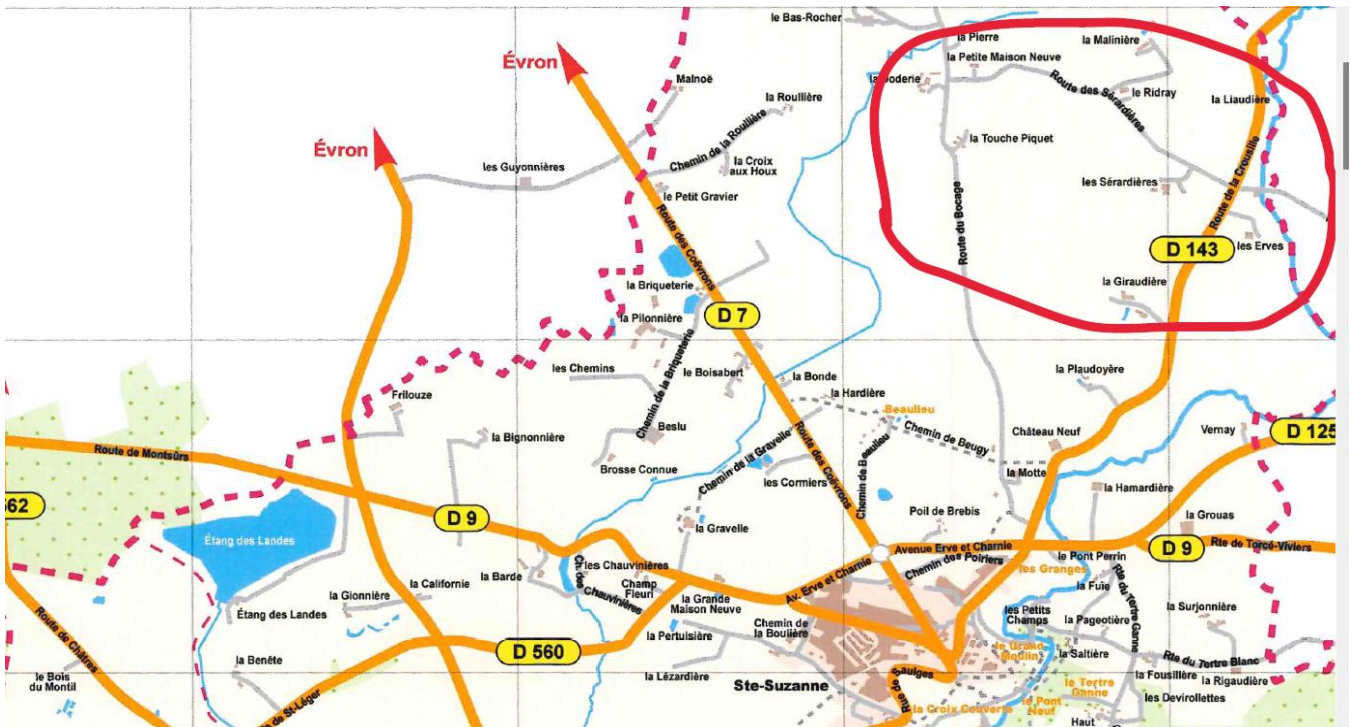 le Bas-Rocher
la Pierre
la Malinière
Évron
la Petite Maison Neuve
Malnoë
Route des Sérardières
le Ridray
la Roullière
la Liaudière
Évron
Chemin de la Roullière
la Touche Piquet
les Guyonnières
la Croix
aux Houx
les Sérardières
Route de la Crousille
le Petit Gravier
Route du Bocage
Route des Coëvrons
D 143
les Erves
la Briqueterie
la Giraudière
D 7
la Pilonnière
Chemin de la Briqueterie
les Chemins
le Boisabert
la Bonde
la Plaudoyère
Frilouze
la Hardière
Beaulieu
la Bignonnière
Chemin de Beugy
Château Neuf
Vernay
D 125
Route de Montsûrs
Beslu
Route des Coëvrons
Brosse Connue
Chemin de la Gravelle
Chemin de Beaulieu
les Cormiers
la Motte
la Hamardière
62
D 9
Poil de Brebis
la Grouas
la Gravelle
Étang des Landes
Avenue Erve et Charnie
le Pont Perrin
D 9
Rte de Torcé-Viviers
Chemin des Poiriers
les Granges
les Chauvinières
la Barde
Ch. des Chauvinières
Champ
Fleuri
la Californie
la Fuie
Rte du Tertre Ganne
Av. Erve et Charnie
la Gionnière
la Grande
Maison Neuve
les Petits
Champs
la Surjonnière
Étang des Landes
la Pageotière
Chemin de
la Boulière
la Pertuisière
Route de Châtres
D 560
le Grand
Moulin
la Saltière
Rte du Tertre Blanc
la Benête
la Lézardière
Ste-Suzanne
Rue de Saulges
la Fousillère
la Rigaudière
le Bois
du Montil
le Tertre
Ganne
les Devirollettes
de St-Léger
la Croix Couverte
le Pont
Neuf
Haut